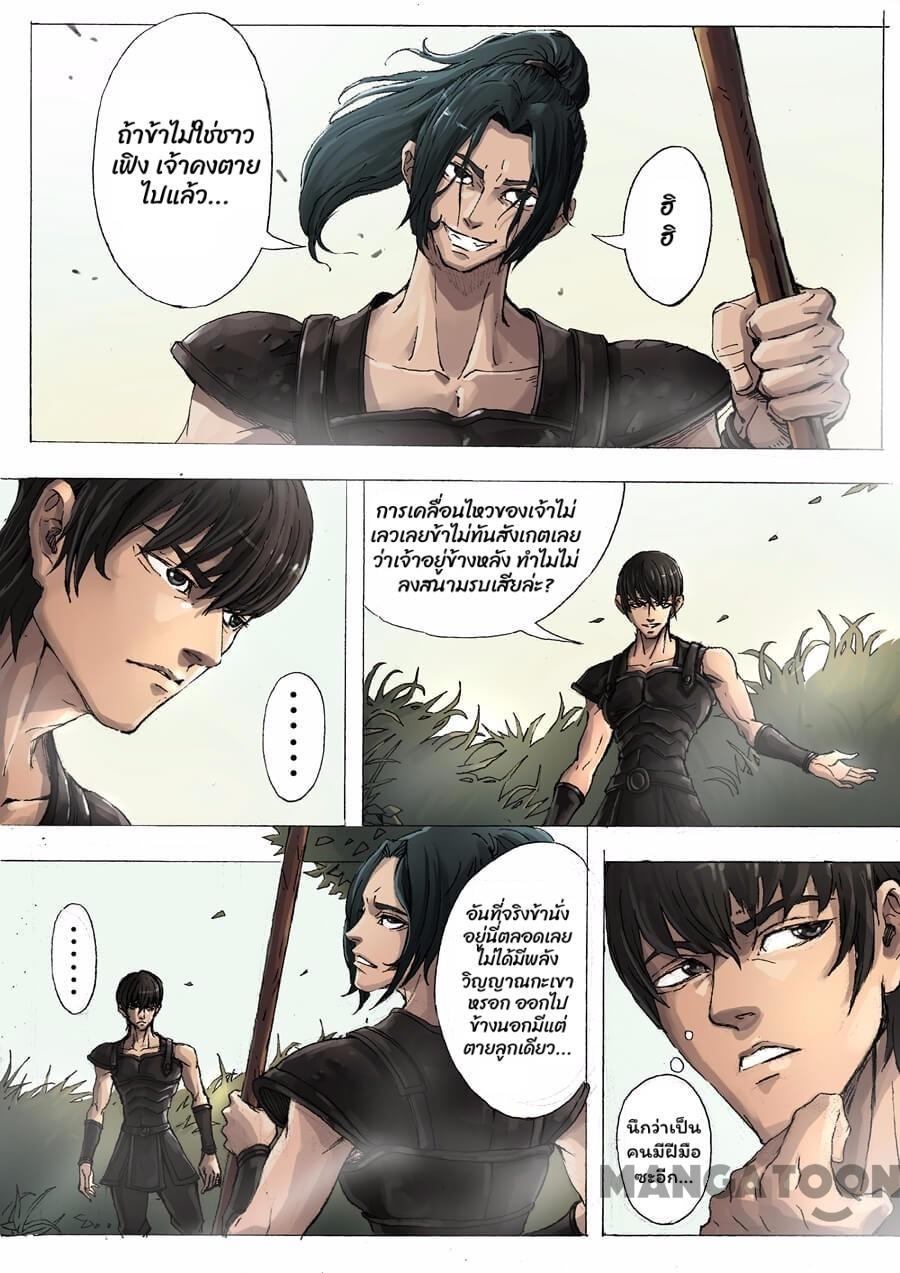 ถ้าข้าไม่ใช่ชาว
เฟิง เจ้าคงตาย
ไปแล้ว...
ฮิ
ฮิ
......
การเคลื่อนไหวของเจ้าไม่
เลวเลยข้าไม่ทันสังเกตเลย
ว่าเจ้าอยู่ข้างหลัง ทำไมไม่
ลงสนามรบเสียล่ะ?
......
อันที่จริงข้านั่ง
อยู่นี่ตลอดเลย
ไม่ได้มีพลัง
วิญญาณกะเขา
หรอก ออกไป
ข้างนอกมีแต่
ตายลูกเดียว...
นึกว่าเป็น
คนมีฝีมือ
ซะอีก...
MANGATOON